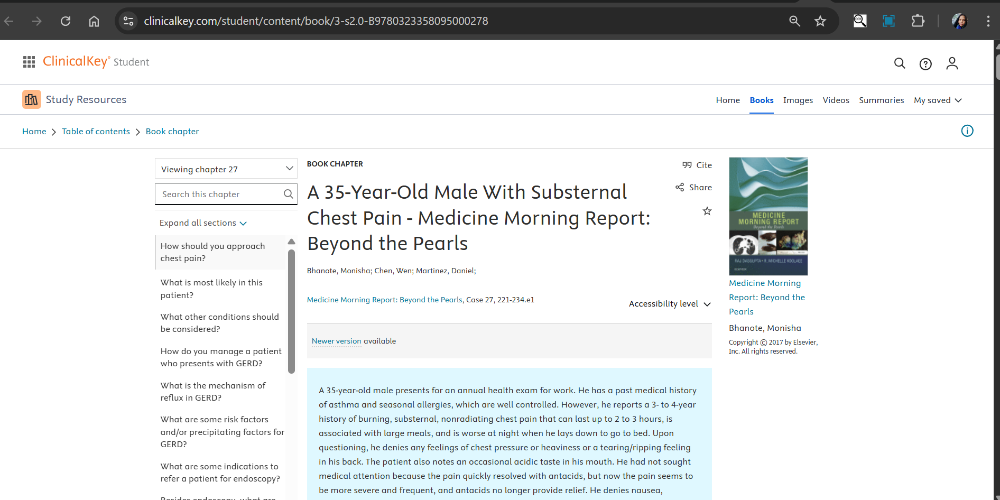 clinicalkey.com/student/content/book/3-s2.0-B9780323358095000278
ClinicalKey® Student
Study Resources
Home
Books
Images
Videos
Summaries
My saved
Home > Table of contents > Book chapter
Viewing chapter 27
Search this chapter
Expand all sections
How should you approach
chest pain?
What is most likely in this
patient?
What other conditions should
be considered?
How do you manage a patient
who presents with GERD?
What is the mechanism of
reflux in GERD?
What are some risk factors
and/or precipitating factors for
GERD?
What are some indications to
refer a patient for endoscopy?
Besides endoscopy, what are
BOOK CHAPTER
Cite
Share
A 35-Year-Old Male With Substernal
Chest Pain - Medicine Morning Report:
Beyond the Pearls
Bhanote, Monisha; Chen, Wen; Martinez, Daniel;
Medicine Morning Report: Beyond the Pearls, Case 27, 221-234.e1
Accessibility level
Newer version available
A 35-year-old male presents for an annual health exam for work. He has a past medical history
of asthma and seasonal allergies, which are well controlled. However, he reports a 3- to 4-year
history of burning, substernal, nonradiating chest pain that can last up to 2 to 3 hours, is
associated with large meals, and is worse at night when he lays down to go to bed. Upon
questioning, he denies any feelings of chest pressure or heaviness or a tearing/ripping feeling
in his back. The patient also notes an occasional acidic taste in his mouth. He had not sought
medical attention because the pain quickly resolved with antacids, but now the pain seems to
be more severe and frequent, and antacids no longer provide relief. He denies nausea,
MEDICINE
MORNING REPORT
Beyond the Pearls
RAJ DASGUPTA • R. MICHELLE KOOLAEE
ELSEVIER
Medicine Morning
Report: Beyond the
Pearls
Bhanote, Monisha
Copyright © 2017 by Elsevier,
Inc. All rights reserved.